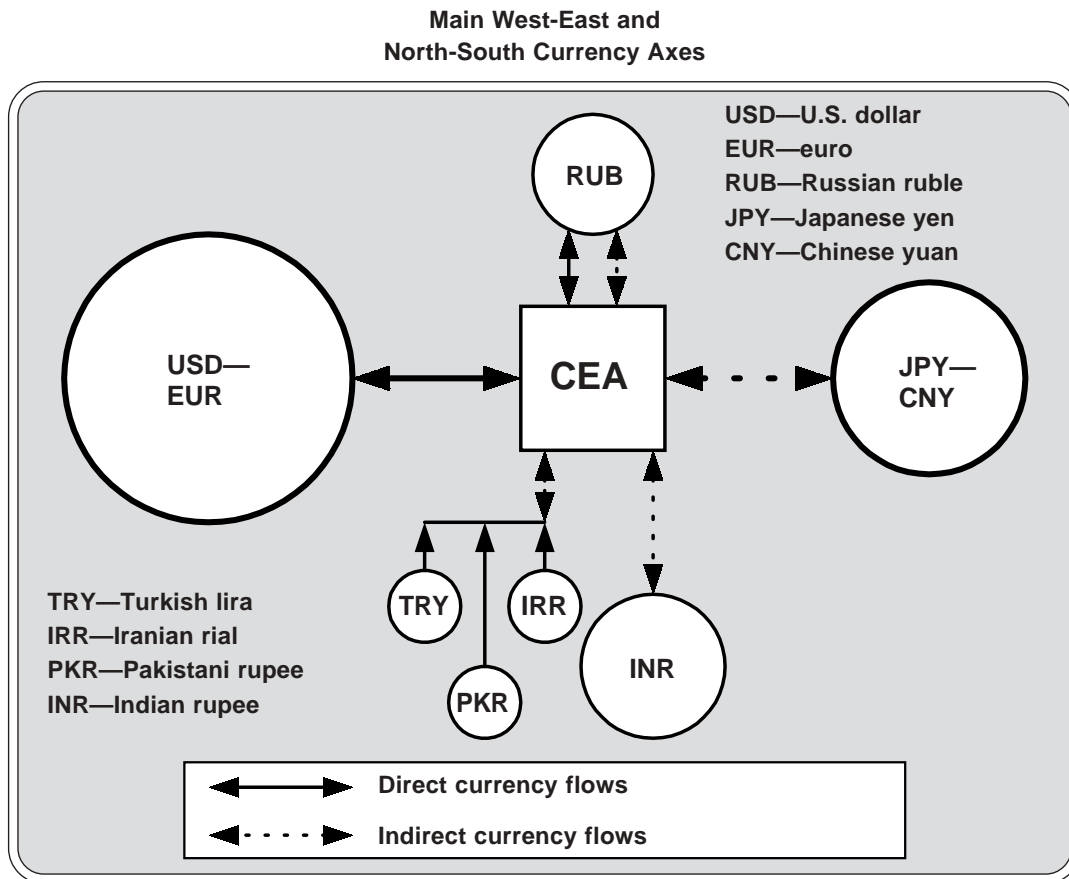 Main West-East and
North-South Currency Axes
USD—U.S. dollar
EUR—euro
RUB—Russian ruble
JPY—Japanese yen
CNY—Chinese yuan
RUB
USD—
EUR
CEA
JPY—
CNY
TRY
IRR
PKR
INR
TRY—Turkish lira
IRR—Iranian rial
PKR—Pakistani rupee
INR—Indian rupee
Direct currency flows
Indirect currency flows